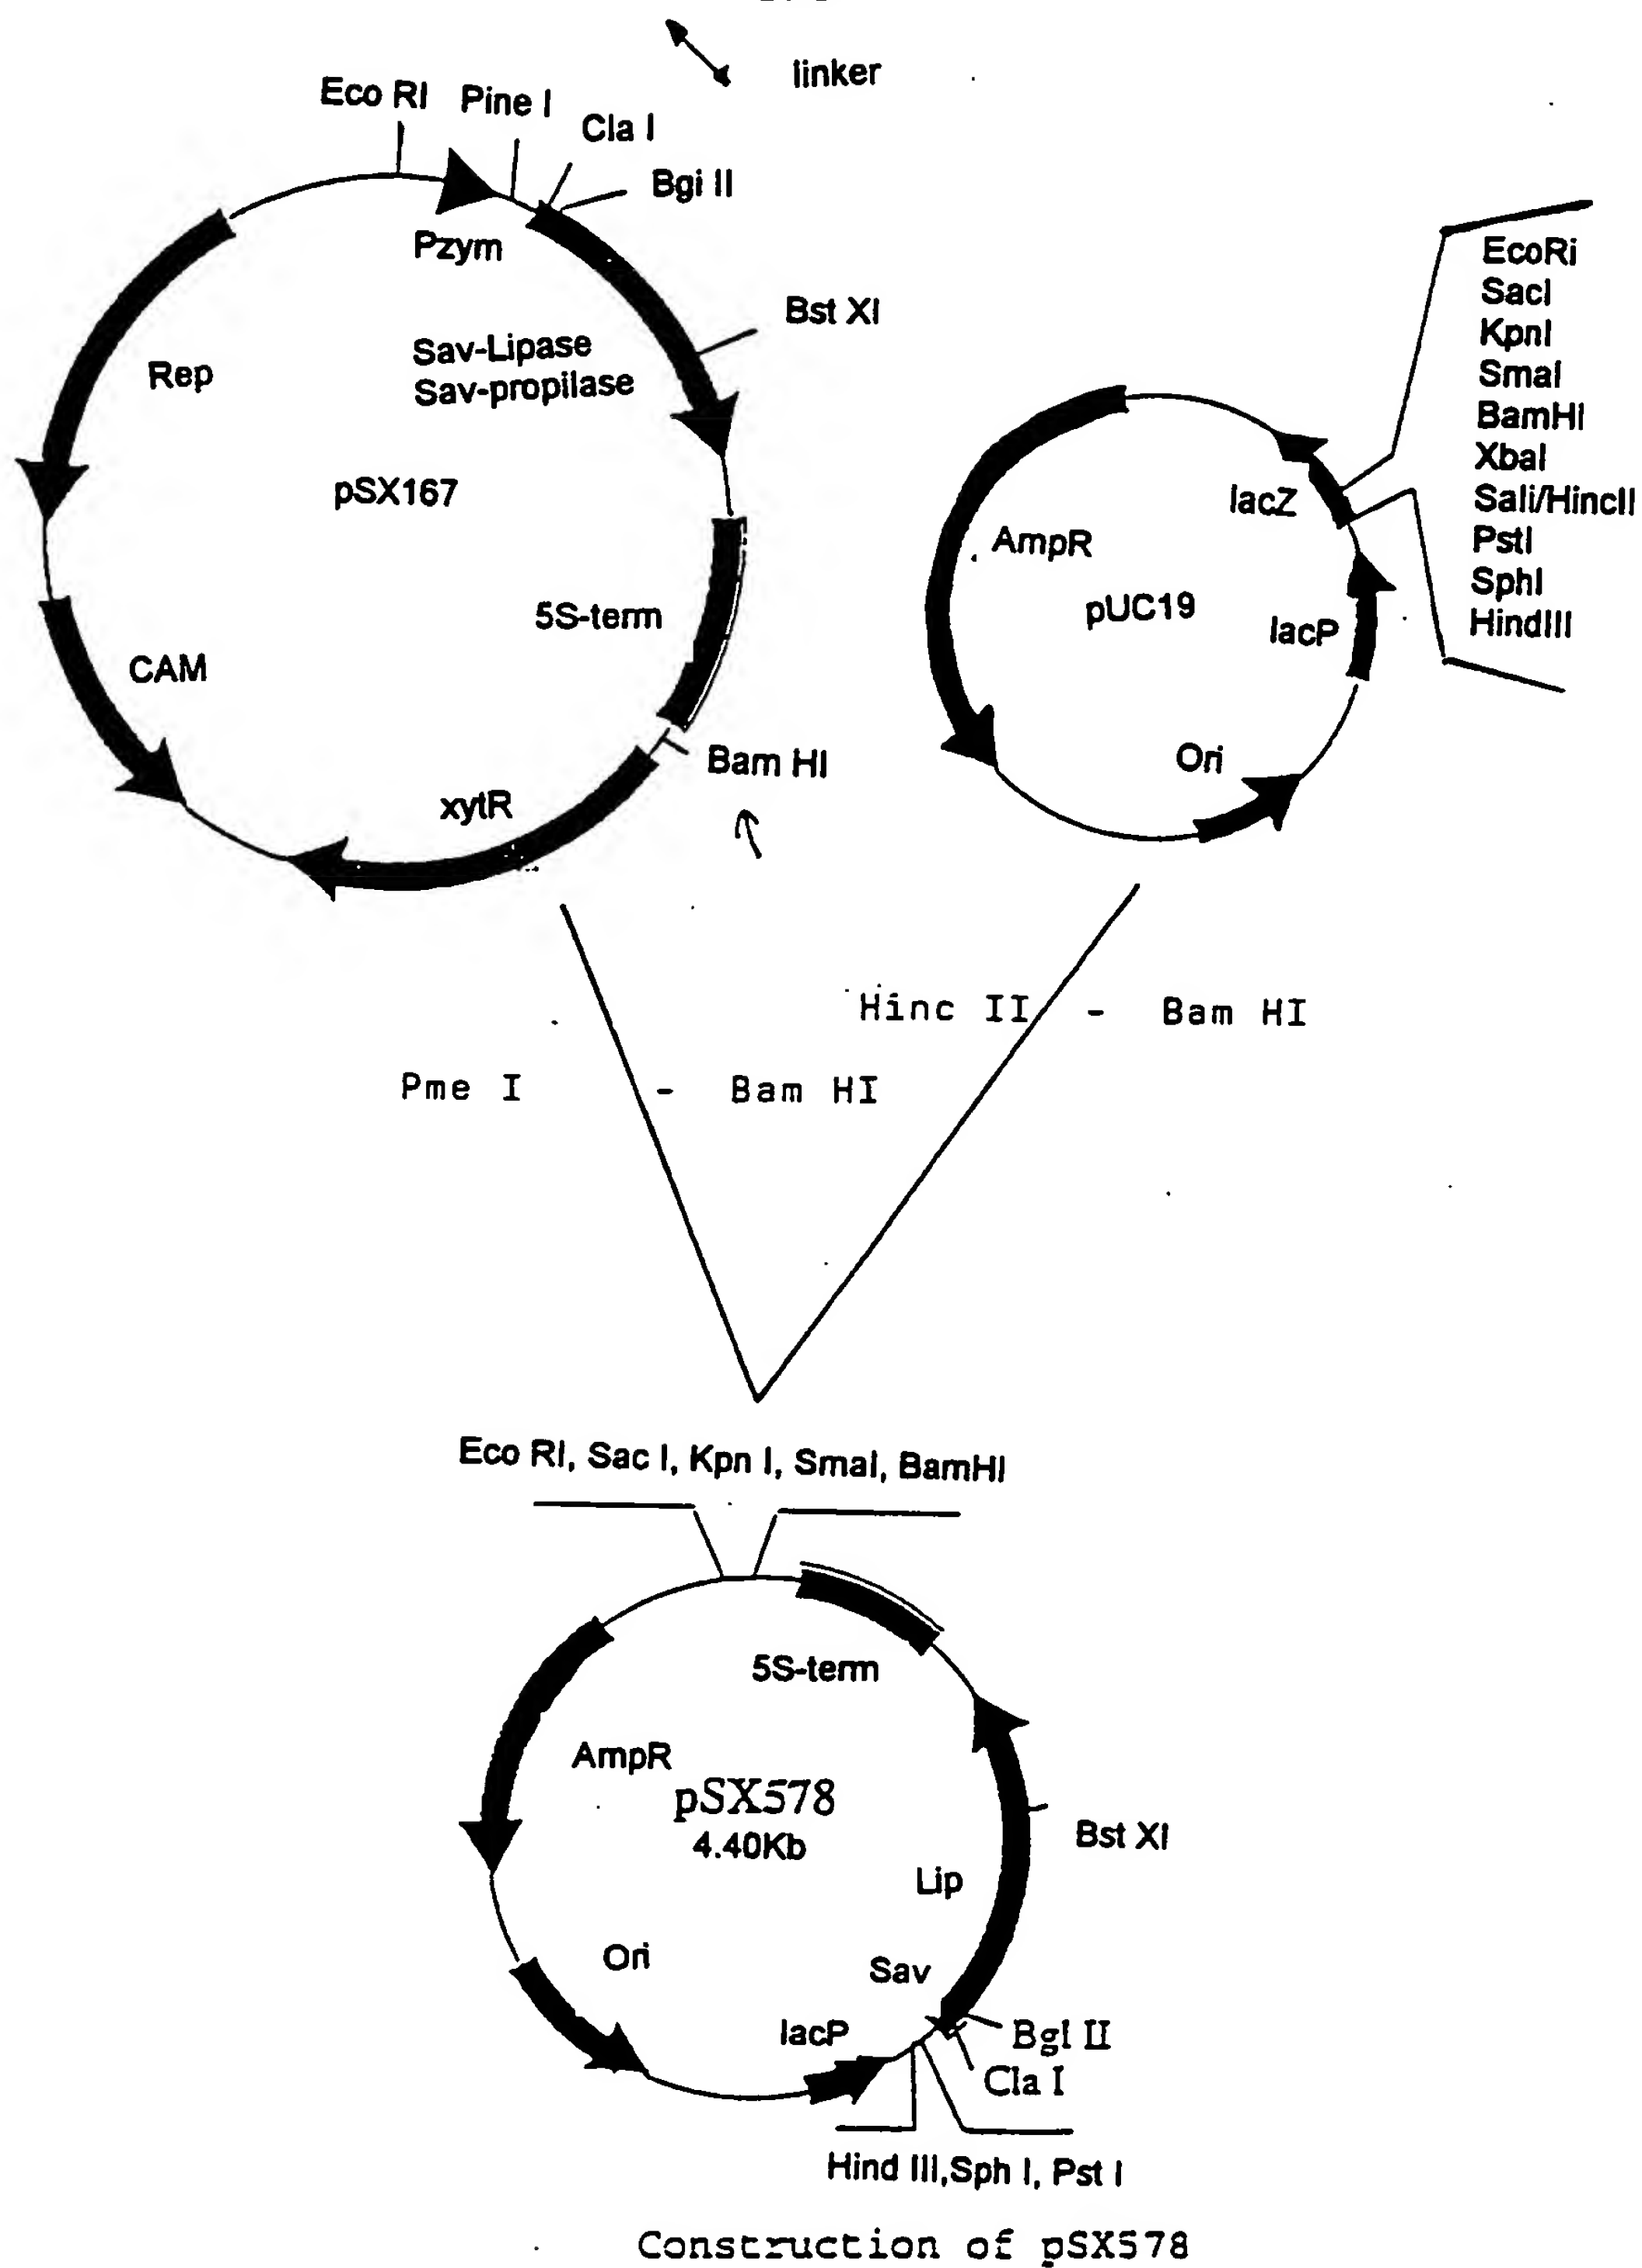 linker
Eco RI
Pine I
Cla I
Bgi II
Pzym
Bst XI
Sav-Lipase
Sav-propilase
Rep
pSX167
5S-term
CAM
Bam HI
xytR
EcoRi
SacI
KpnI
SmaI
BamHI
XbaI
Sali/HincII
PstI
SphI
HindIII
lacZ
AmpR
pUC19
lacP
Ori
Hinc II - Bam HI
Pme I - Bam HI
Eco RI, Sac I, Kpn I, SmaI, BamHI
5S-term
AmpR
pSX578
4.40Kb
Bst XI
Lip
Ori
Sav
lacP
Bgl II
Cla I
Hind III,Sph I, Pst I
Construction of pSX578